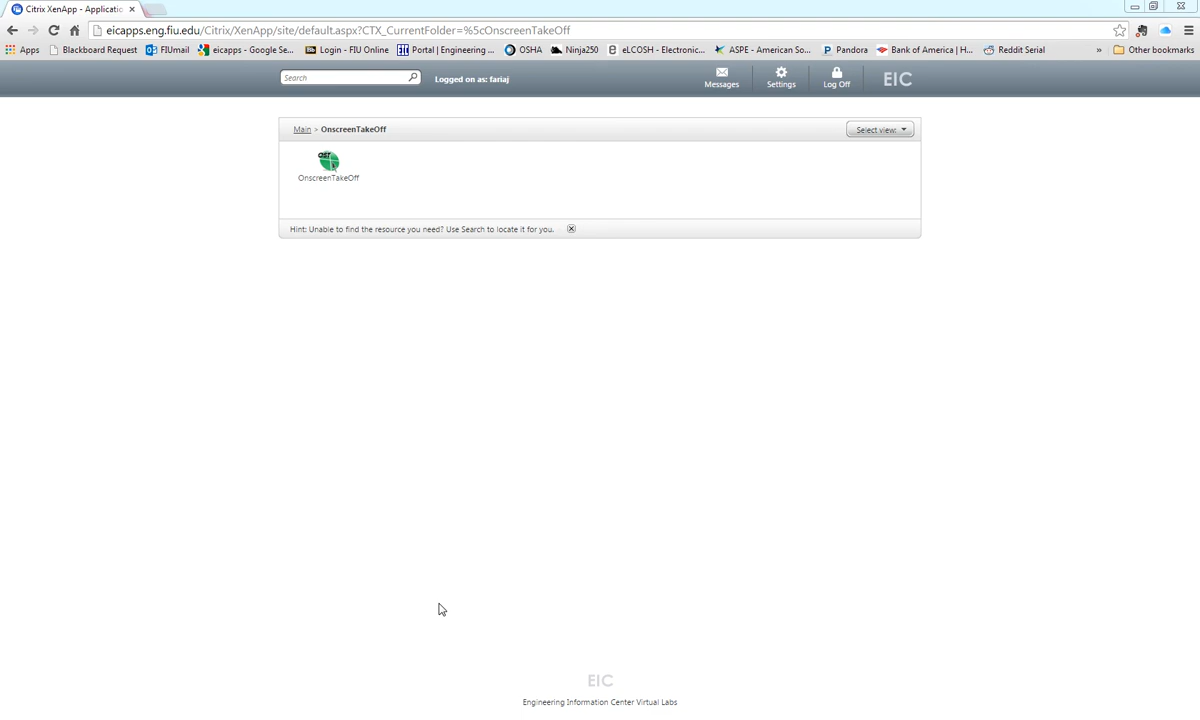 Citrix XenApp - Applicatio
eicapps.eng.fiu.edu/Citrix/XenApp/site/default.aspx?CTX_CurrentFolder=%5cOnscreenTakeOff
Apps Blackboard Request FIUmail eicapps - Google Se... Login - FIU Online Portal | Engineering ... OSHA Ninja250 eLCOSH - Electronic... ASPE - American So... Pandora Bank of America | H... Reddit Serial » Other bookmarks
Search Logged on as: fariaj Messages Settings Log Off EIC
Main > OnscreenTakeOff Select view:
OST
OnscreenTakeOff
Hint: Unable to find the resource you need? Use Search to locate it for you.
EIC
Engineering Information Center Virtual Labs